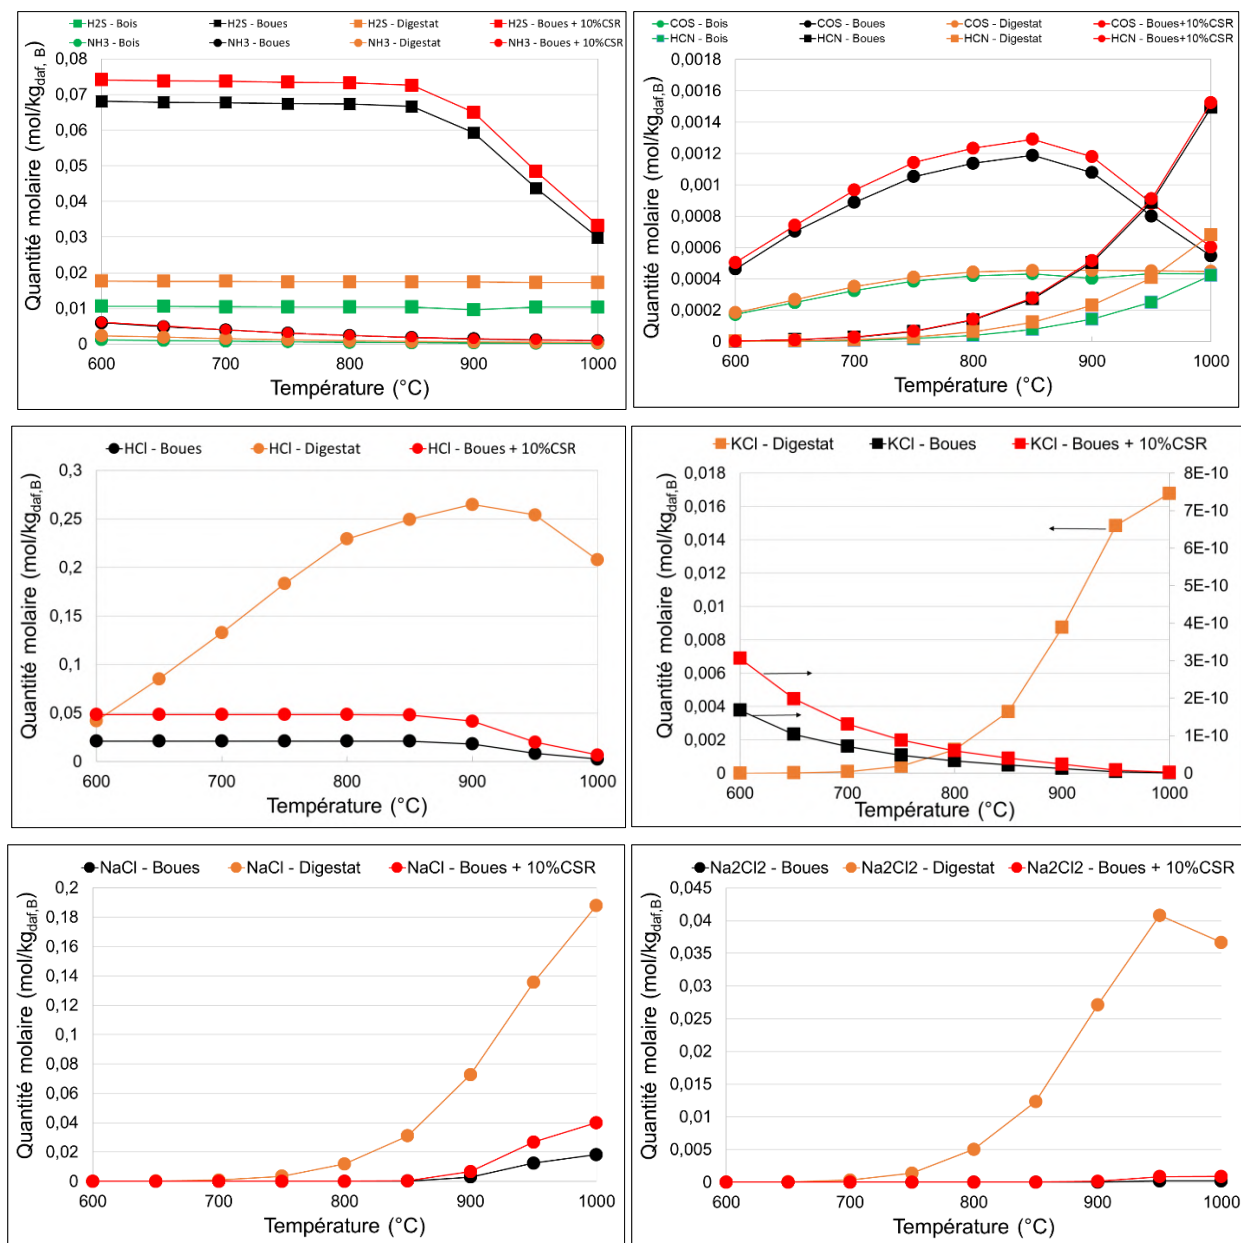 H2S - Bois H2S - Boues H2S - Digestat H2S - Boues + 10%CSR
NH3 - Bois NH3 - Boues NH3 - Digestat NH3 - Boues + 10%CSR
Quantité molaire (mol/kgdaf, B)
0,08
0,07
0,06
0,05
0,04
0,03
0,02
0,01
0
600 700 800 900 1000
Température (°C)
COS - Bois COS - Boues COS - Digestat COS - Boues+10%CSR
HCN - Bois HCN - Boues HCN - Digestat HCN - Boues+10%CSR
Quantité molaire (mol/kgdaf,B)
0,0018
0,0016
0,0014
0,0012
0,001
0,0008
0,0006
0,0004
0,0002
0
600 700 800 900 1000
Température (°C)
HCl - Boues HCl - Digestat HCl - Boues + 10%CSR
Quantité molaire (mol/kgdaf,B)
0,3
0,25
0,2
0,15
0,1
0,05
0
600 700 800 900 1000
Température (°C)
KCl - Digestat KCl - Boues KCl - Boues + 10%CSR
Quantité molaire (mol/kgdaf,B)
0,018
0,016
0,014
0,012
0,01
0,008
0,006
0,004
0,002
0
8E-10
7E-10
6E-10
5E-10
4E-10
3E-10
2E-10
1E-10
0
600 700 800 900 1000
Température (°C)
NaCl - Boues NaCl - Digestat NaCl - Boues + 10%CSR
Quantité molaire (mol/kgdaf,B)
0,2
0,18
0,16
0,14
0,12
0,1
0,08
0,06
0,04
0,02
0
600 700 800 900 1000
Température (°C)
Na2Cl2 - Boues Na2Cl2 - Digestat Na2Cl2 - Boues + 10%CSR
Quantité molaire (mol/kgdaf,B)
0,045
0,04
0,035
0,03
0,025
0,02
0,015
0,01
0,005
0
600 700 800 900 1000
Température (°C)